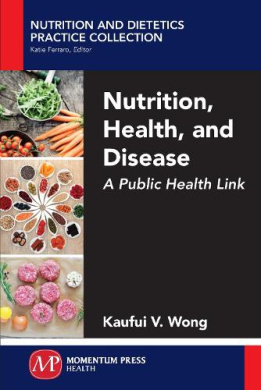 NUTRITION AND DIETETICS
PRACTICE COLLECTION
Katie Ferraro, Editor
Nutrition,
Health, and
Disease
A Public Health Link
Kaufui V. Wong
MOMENTUM PRESS
HEALTH